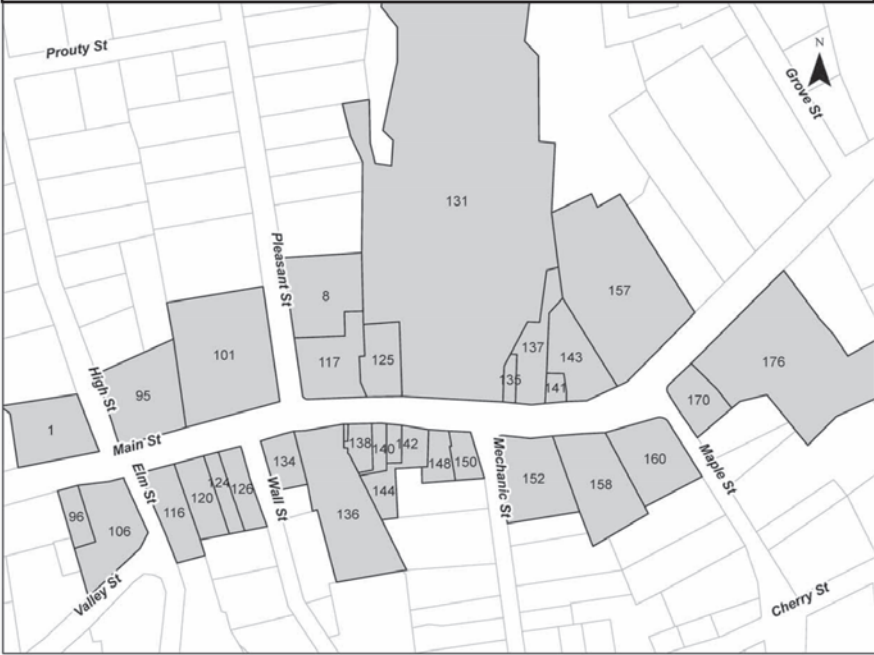 Prouty St
N
Grove St
131
Pleasant St
8
157
101
117
125
137
143
135
141
176
High St
95
170
1
Main St
138
140
142
134
148
150
Mechanic St
152
158
160
Maple St
Elm St
116
120
124
126
Wall St
144
136
96
106
Valley St
Cherry St